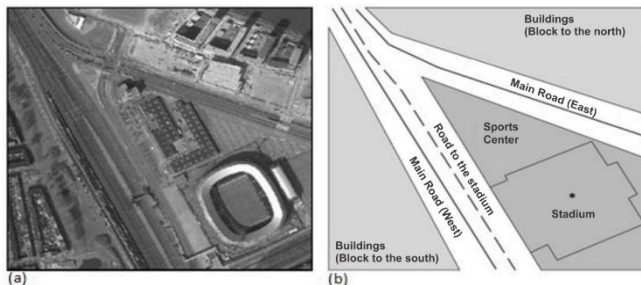 Buildings
(Block to the north)
Main Road (East)
Sports
Center
Road to the stadium
Main Road (West)
Stadium
Buildings
(Block to the south)
(a)
(b)